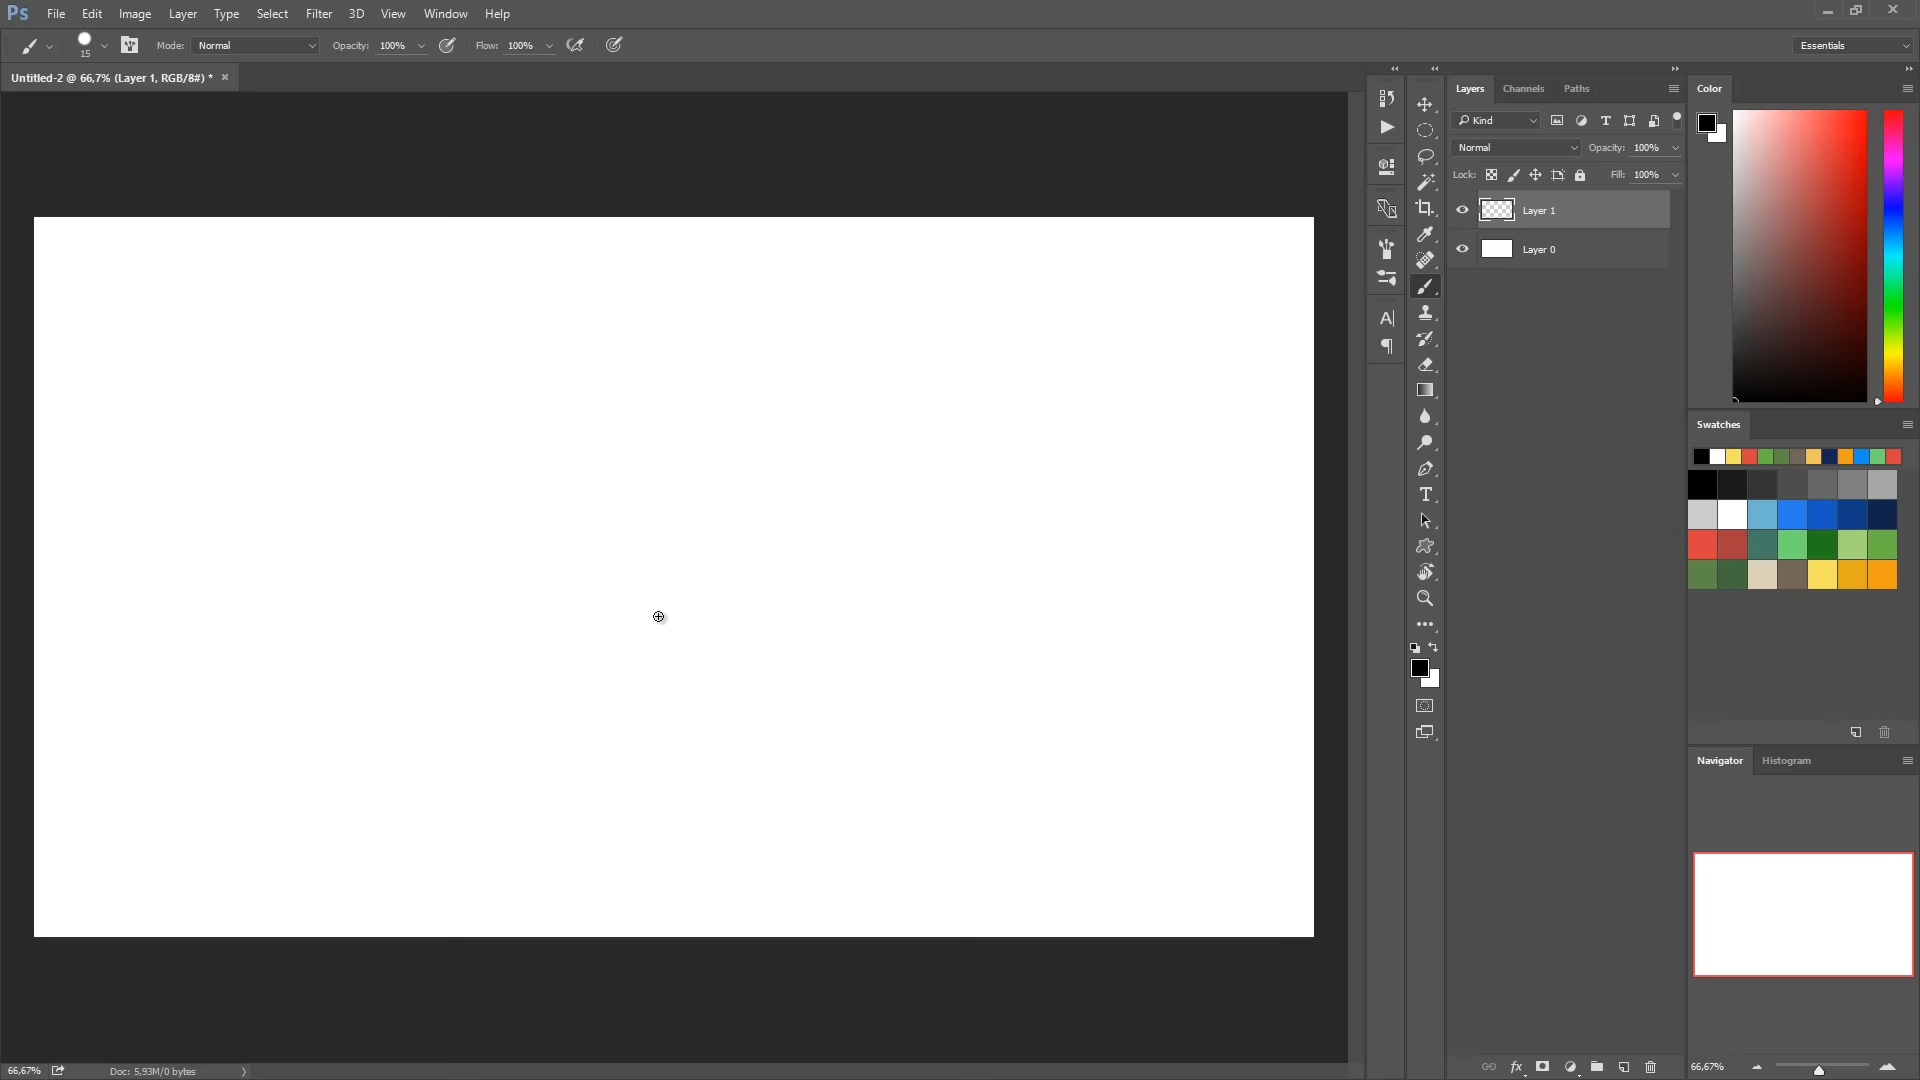 Ps File Edit Image Layer Type Select Filter 3D View Window Help
15 Mode: Normal Opacity: 100% Flow: 100% Essentials
Untitled-2 @ 66,7% (Layer 1, RGB/8#) * ×
Layers Channels Paths
Kind
Normal Opacity: 100%
Lock: Fill: 100%
Layer 1
Layer 0
Color
Swatches
Navigator Histogram
66,67% Doc: 5,93M/0 bytes
fx
66,67%